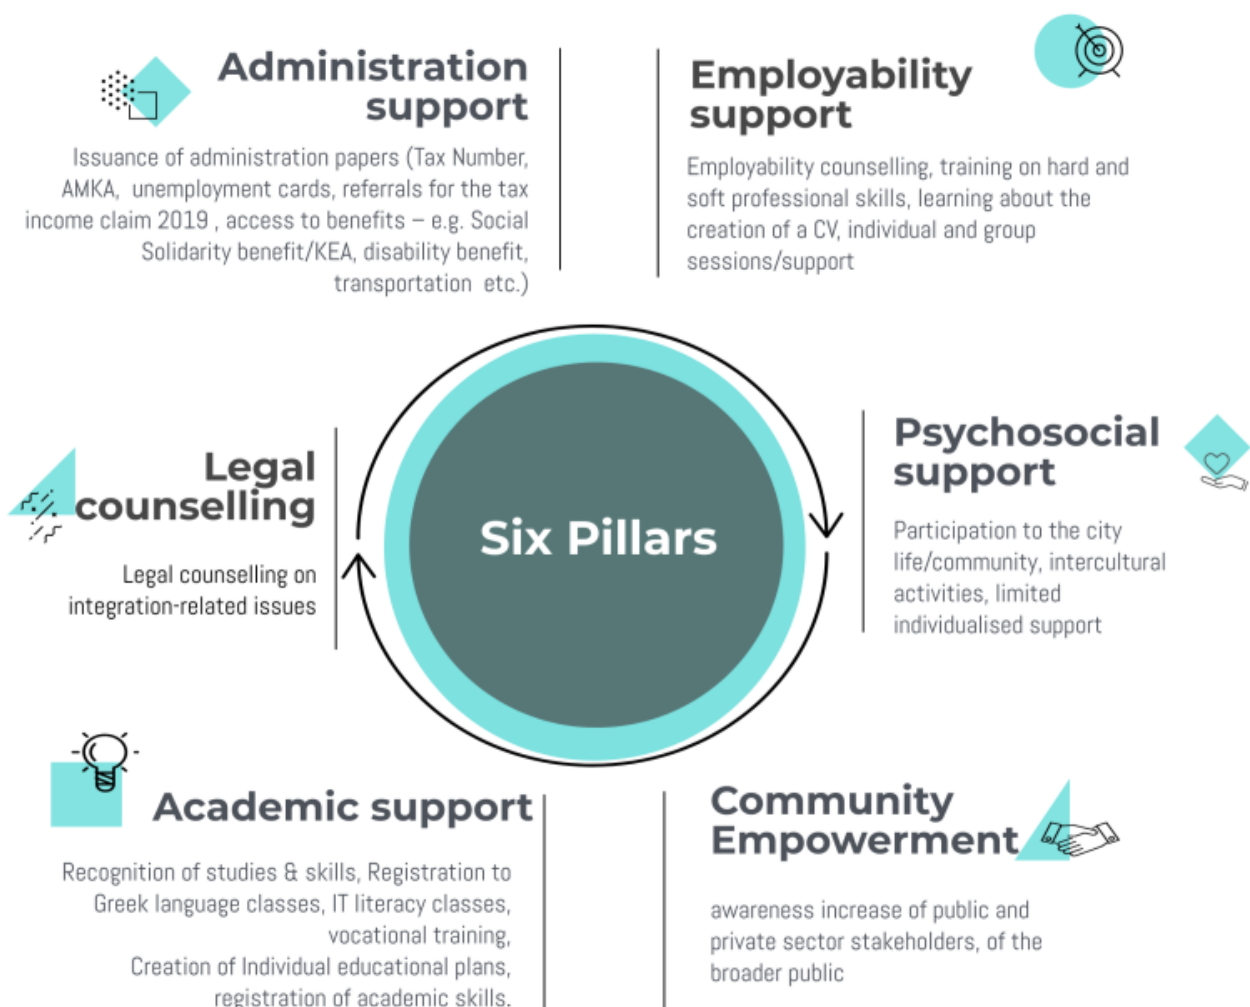 Administration
support
Issuance of administration papers (Tax Number,
AMKA, unemployment cards, referrals for the tax
income claim 2019 , access to benefits – e.g. Social
Solidarity benefit/KEA, disability benefit,
transportation etc.)
Employability
support
Employability counselling, training on hard and
soft professional skills, learning about the
creation of a CV, individual and group
sessions/support
Legal
counselling
Legal counselling on
integration-related issues
Six Pillars
Psychosocial
support
Participation to the city
life/community, intercultural
activities, limited
individualised support
Academic support
Recognition of studies & skills, Registration to
Greek language classes, IT literacy classes,
vocational training,
Creation of Individual educational plans,
registration of academic skills.
Community
Empowerment
awareness increase of public and
private sector stakeholders, of the
broader public